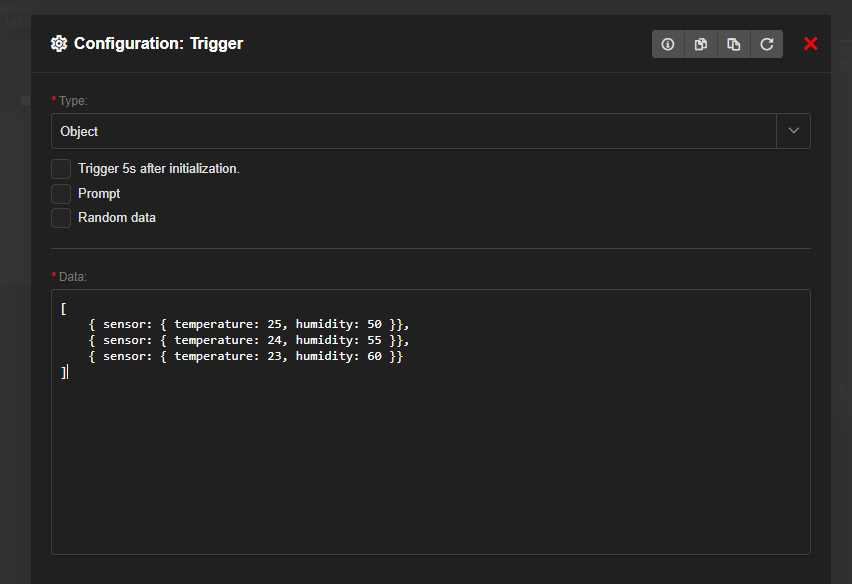 Configuration: Trigger
* Type:
Object
Trigger 5s after initialization.
Prompt
Random data
* Data:
[
    { sensor: { temperature: 25, humidity: 50 }},
    { sensor: { temperature: 24, humidity: 55 }},
    { sensor: { temperature: 23, humidity: 60 }}
]